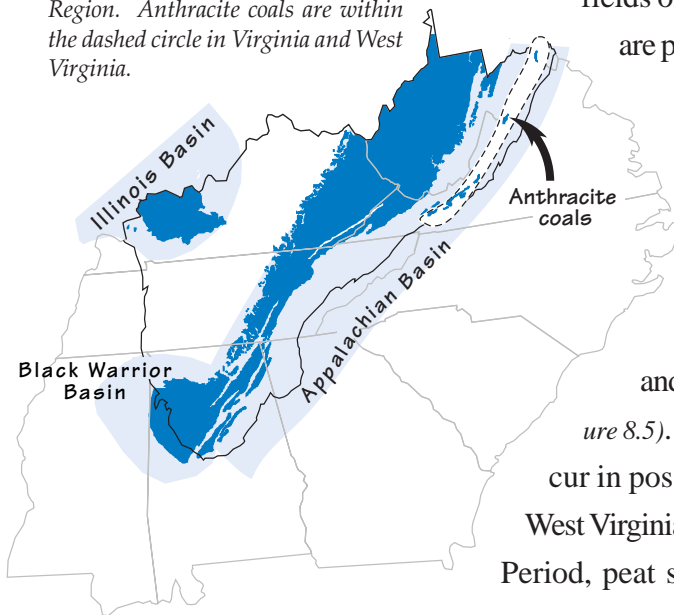 Region. Anthracite coals are within
the dashed circle in Virginia and West
Virginia.
are p
Illinois Basin
Anthracite
coals
Appalachian Basin
Black Warrior
Basin
and
ure 8.5).
cur in pos
West Virginia
Period, peat s